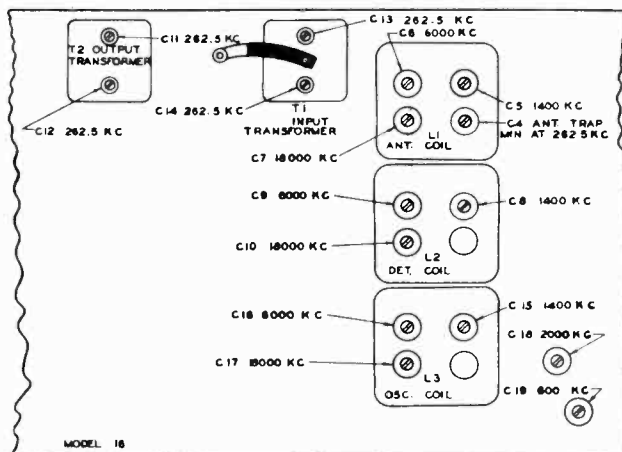 C13 262.5 KC
C6 6000 KC
C11 262.5 KC
T2 OUTPUT
TRANSFORMER
C5 1400 KC
C14 262.5 KC
T1
INPUT
TRANSFORMER
C12 262.5 KC
C4 ANT. TRAP
MIN AT 262.5KC
L1
ANT. COIL
C7 18000 KC
C9 6000 KC
C8 1400 KC
C10 18000 KC
L2
DET. COIL
C16 6000 KC
C15 1400 KC
C18 2000 KC
C17 18000 KC
L3
OSC. COIL
C19 600 KC
MODEL 16